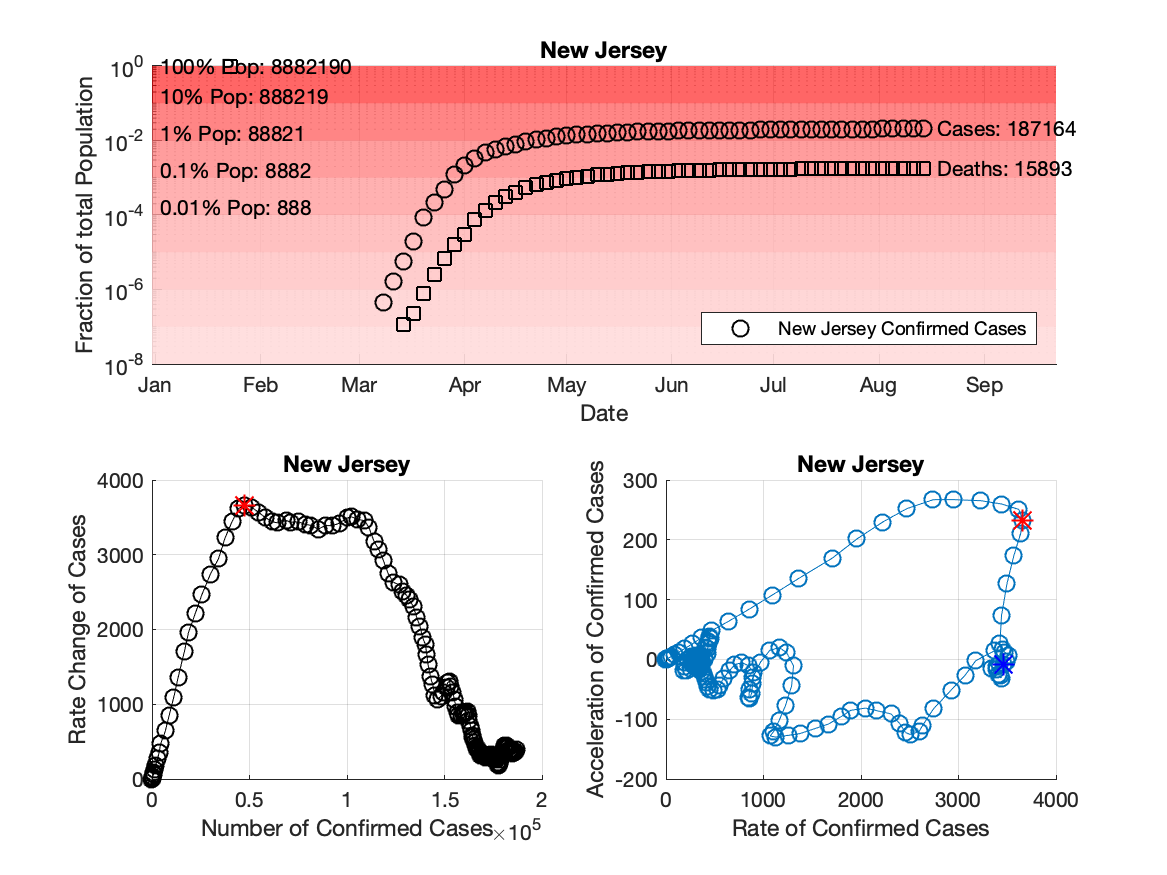 New Jersey
10^0
100% Pop: 8882190
10% Pop: 888219
10^-2
1% Pop: 88821
Cases: 187164
0.1% Pop: 8882
Deaths: 15893
10^-4
0.01% Pop: 888
10^-6
10^-8
Fraction of total Population
New Jersey Confirmed Cases
Jan Feb Mar Apr May Jun Jul Aug Sep
Date
New Jersey
4000
3000
2000
1000
0
Rate Change of Cases
0 0.5 1 1.5 2
Number of Confirmed Cases ×10^5
New Jersey
300
200
100
0
-100
-200
Acceleration of Confirmed Cases
0 1000 2000 3000 4000
Rate of Confirmed Cases